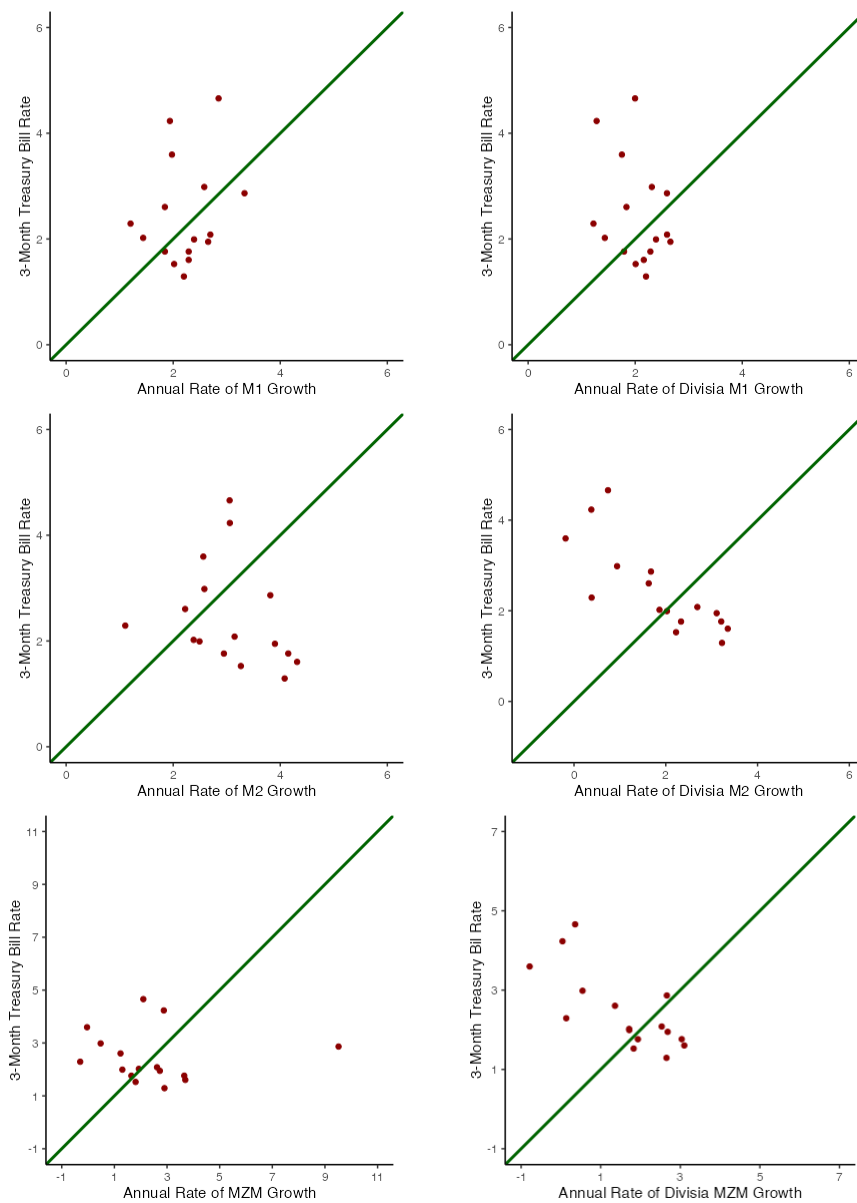 6
4
2
0
3-Month Treasury Bill Rate
0 2 4 6
Annual Rate of M1 Growth
6
4
2
0
3-Month Treasury Bill Rate
0 2 4 6
Annual Rate of Divisia M1 Growth
6
4
2
0
3-Month Treasury Bill Rate
0 2 4 6
Annual Rate of M2 Growth
6
4
2
0
3-Month Treasury Bill Rate
0 2 4 6
Annual Rate of Divisia M2 Growth
11
9
7
5
3
1
-1
3-Month Treasury Bill Rate
-1 1 3 5 7 9 11
Annual Rate of MZM Growth
7
5
3
1
-1
3-Month Treasury Bill Rate
-1 1 3 5 7
Annual Rate of Divisia MZM Growth